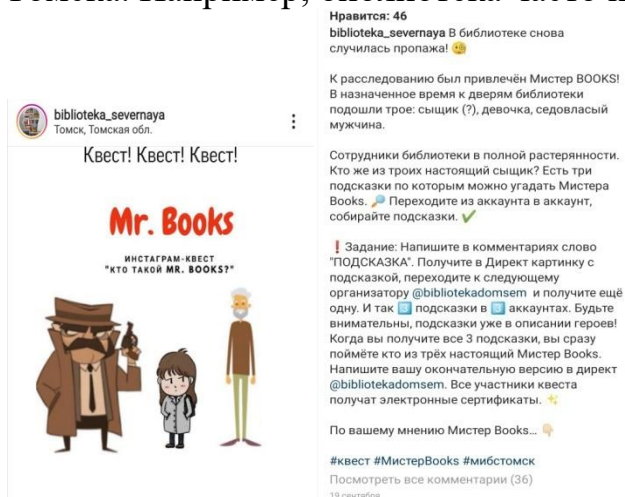 Нравится: 46
biblioteka_severnaya В библиотеке снова
случилась пропажа! 🧐
К расследованию был привлечён Мистер BOOKS!
В назначенное время к дверям библиотеки
подошли трое: сыщик (?), девочка, седовласый
мужчина.
Сотрудники библиотеки в полной растерянности.
Кто же из троих настоящий сыщик? Есть три
подсказки по которым можно угадать Мистера
Books. 🔎 Переходите из аккаунта в аккаунт,
собирайте подсказки. ✔️
❗ Задание: Напишите в комментариях слово
"ПОДСКАЗКА". Получите в Директ картинку с
подсказкой, переходите к следующему
организатору @bibliotekadomsem и получите ещё
одну. И так 3️⃣ подсказки в 3️⃣ аккаунтах. Будьте
внимательны, подсказки уже в описании героев!
Когда вы получите все 3 подсказки, вы сразу
поймёте кто из трёх настоящий Мистер Books.
Напишите вашу окончательную версию в директ
@bibliotekadomsem. Все участники квеста
получат электронные сертификаты. ✨
По вашему мнению Мистер Books... 👇🏻
#квест #МистерBooks #мибстомск
Посмотреть все комментарии (36)
19 сентября
biblioteka_severnaya
Томск, Томская обл.
Квест! Квест! Квест!
Mr. Books
ИНСТАГРАМ-КВЕСТ
"КТО ТАКОЙ MR. BOOKS?"